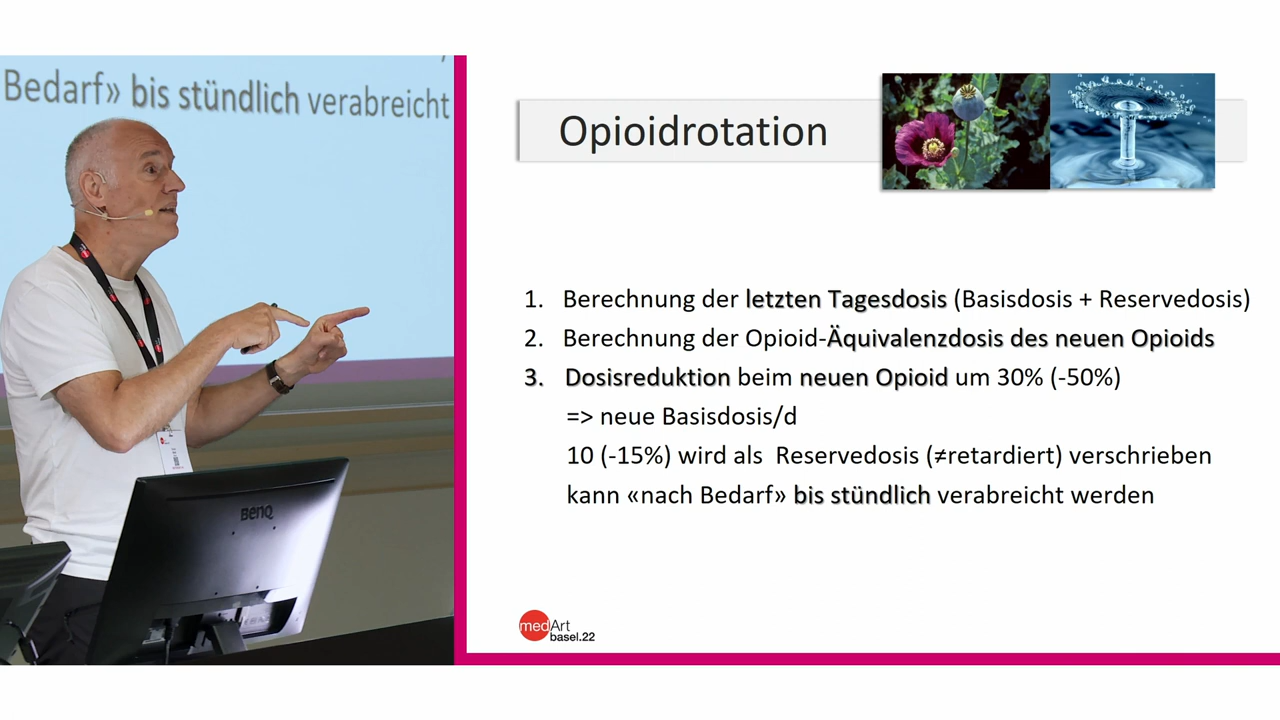 Bedarf» bis stündlich verabreicht
BenQ
Opioidrotation
1. Berechnung der letzten Tagesdosis (Basisdosis + Reservedosis)
2. Berechnung der Opioid-Äquivalenzdosis des neuen Opioids
3. Dosisreduktion beim neuen Opioid um 30% (-50%)
=> neue Basisdosis/d
10 (-15%) wird als Reservedosis (≠retardiert) verschrieben
kann «nach Bedarf» bis stündlich verabreicht werden
medArt
basel.22